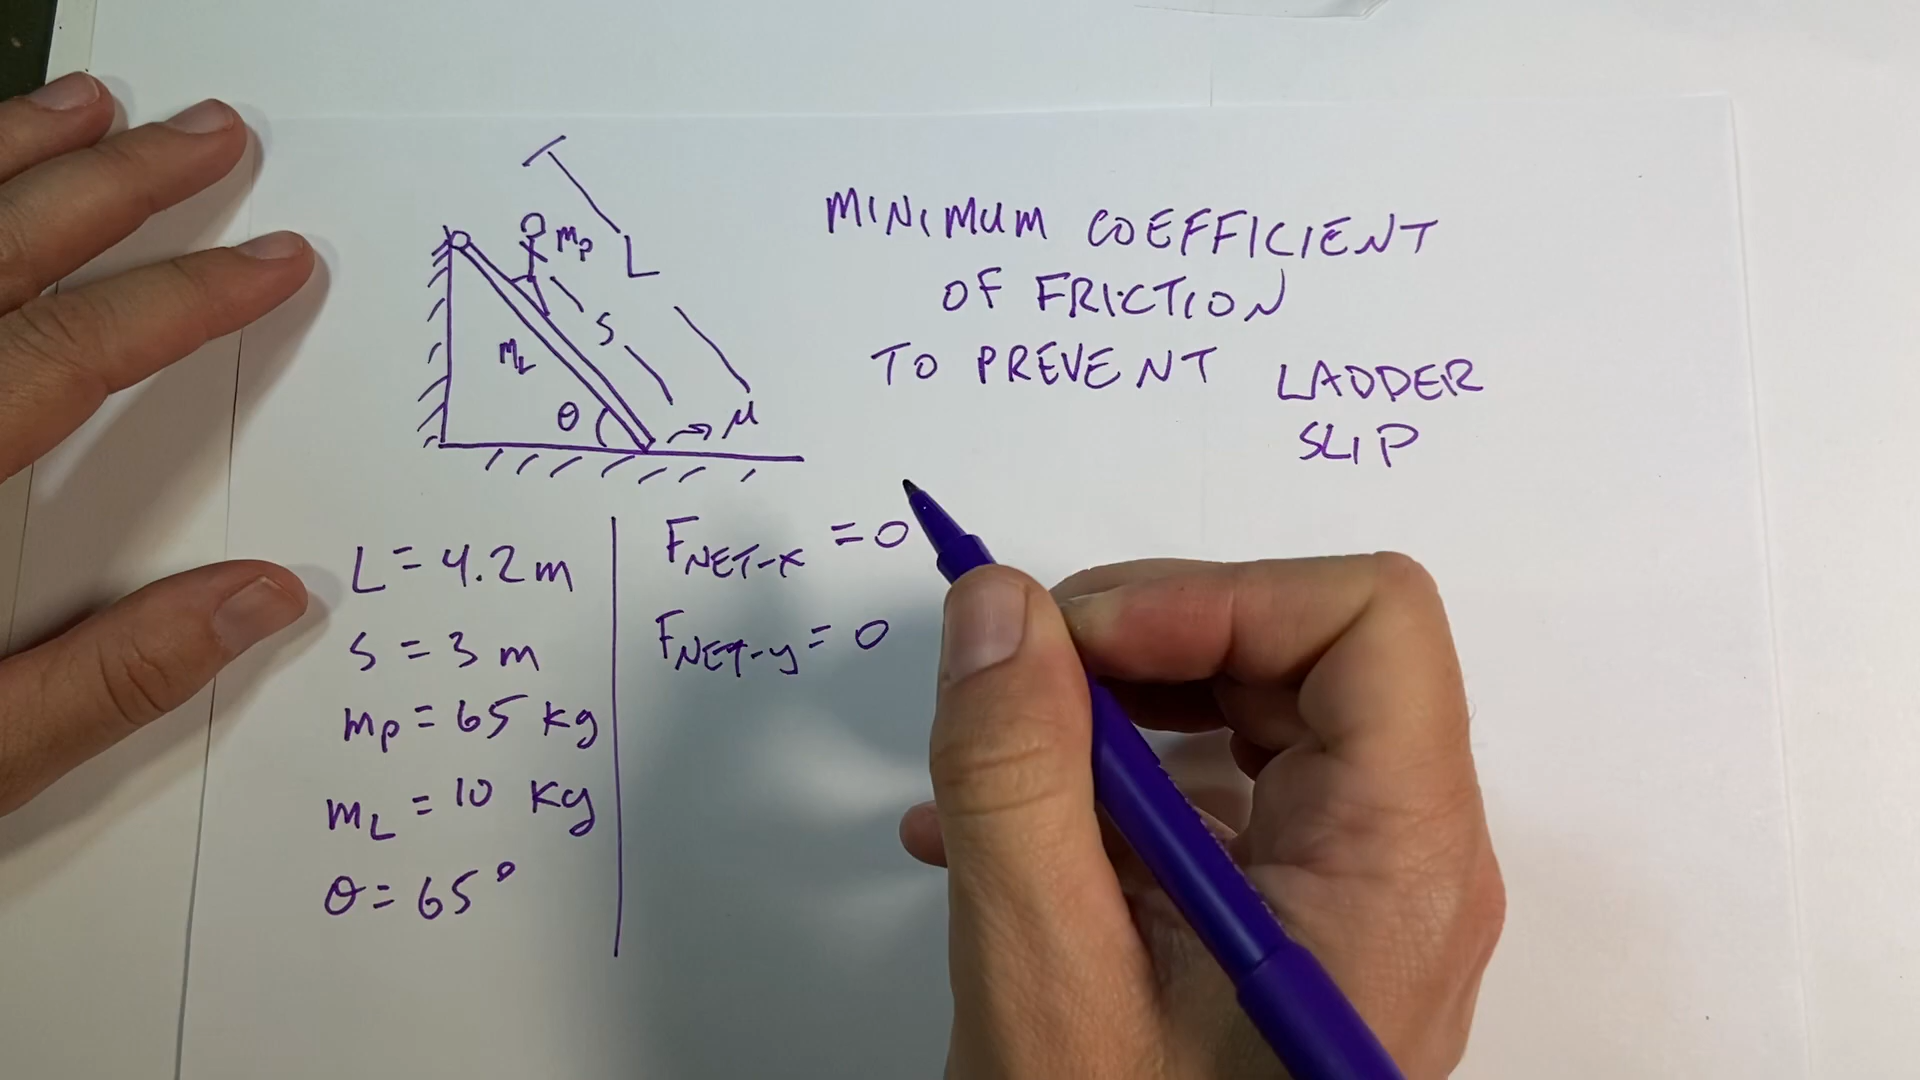 L
mp
S
mL
θ
μ
MINIMUM COEFFICIENT
OF FRICTION
TO PREVENT LADDER
SLIP
L = 4.2 m
S = 3 m
mp = 65 kg
mL = 10 kg
θ = 65°
FNET-x = 0
FNET-y = 0